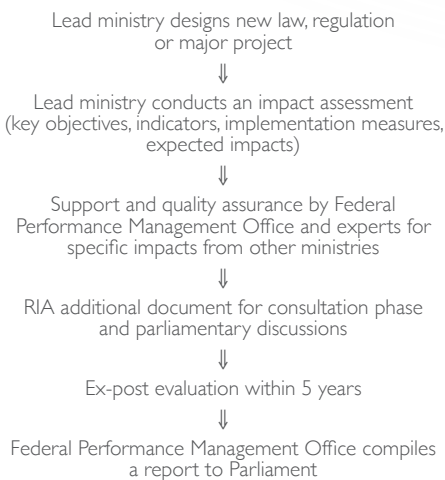 Lead ministry designs new law, regulation
or major project
⇓
Lead ministry conducts an impact assessment
(key objectives, indicators, implementation measures,
expected impacts)
⇓
Support and quality assurance by Federal
Performance Management Office and experts for
specific impacts from other ministries
⇓
RIA additional document for consultation phase
and parliamentary discussions
⇓
Ex-post evaluation within 5 years
⇓
Federal Performance Management Office compiles
a report to Parliament